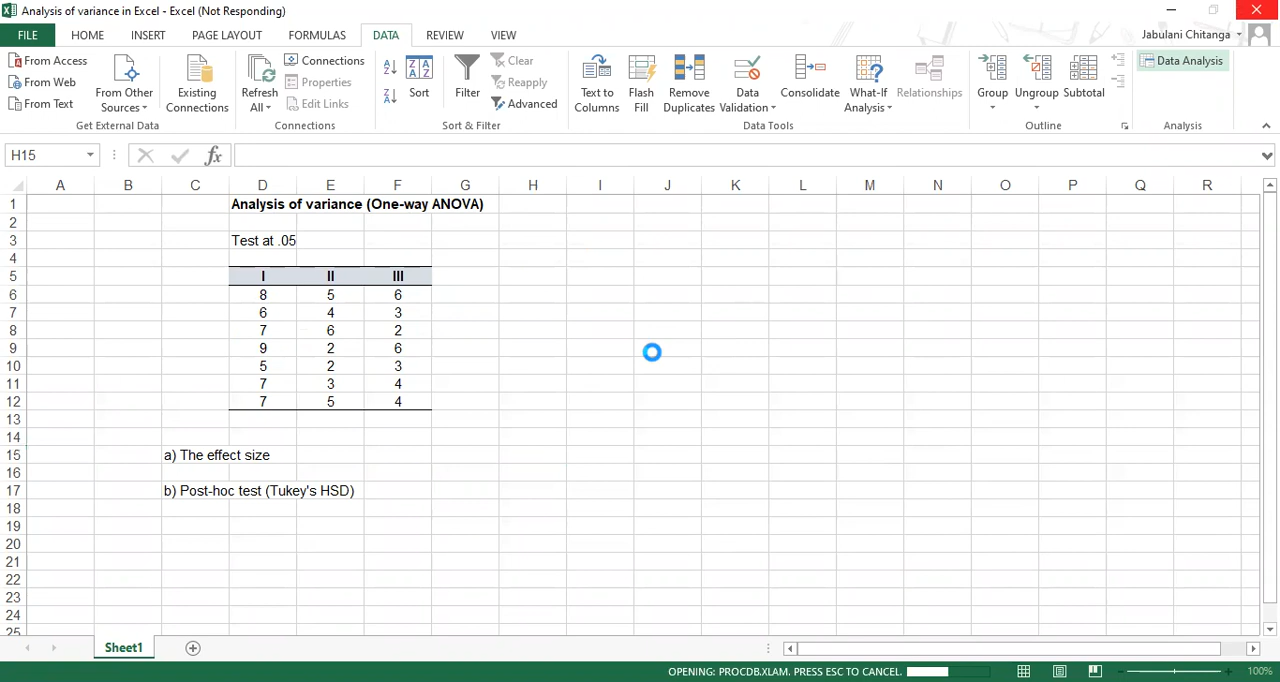 Analysis of variance in Excel - Excel (Not Responding)
FILE HOME INSERT PAGE LAYOUT FORMULAS DATA REVIEW VIEW Jabulani Chitanga
From Access
From Web
From Text
From Other Sources
Existing Connections
Get External Data
Refresh All
Connections
Properties
Edit Links
Connections
Sort
Filter
Clear
Reapply
Advanced
Sort & Filter
Text to Columns
Flash Fill
Remove Duplicates
Data Validation
Consolidate
What-If Analysis
Relationships
Data Tools
Group
Ungroup
Subtotal
Outline
Data Analysis
Analysis
H15 fx
A B C D E F G H I J K L M N O P Q R
1 Analysis of variance (One-way ANOVA)
2
3 Test at .05
4
5 I II III
6 8 5 6
7 6 4 3
8 7 6 2
9 9 2 6
10 5 2 3
11 7 3 4
12 7 5 4
13
14
15 a) The effect size
16
17 b) Post-hoc test (Tukey's HSD)
18
19
20
21
22
23
24
25
Sheet1
OPENING: PROCDB.XLAM. PRESS ESC TO CANCEL. 100%